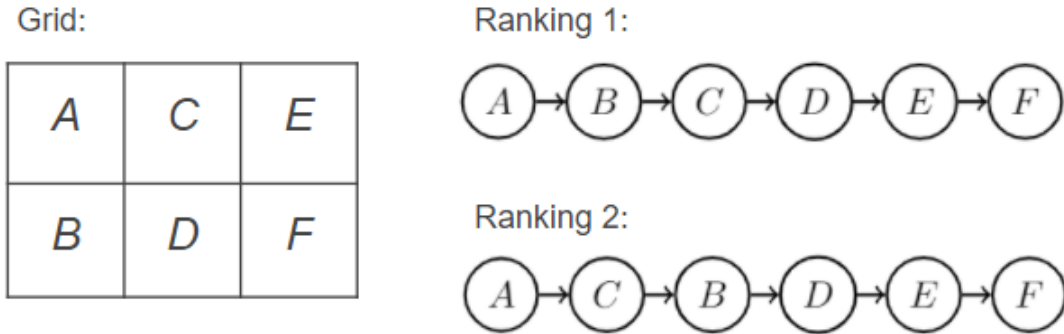 Grid:
A C E
B D F
Ranking 1:
A B C D E F
Ranking 2:
A C B D E F